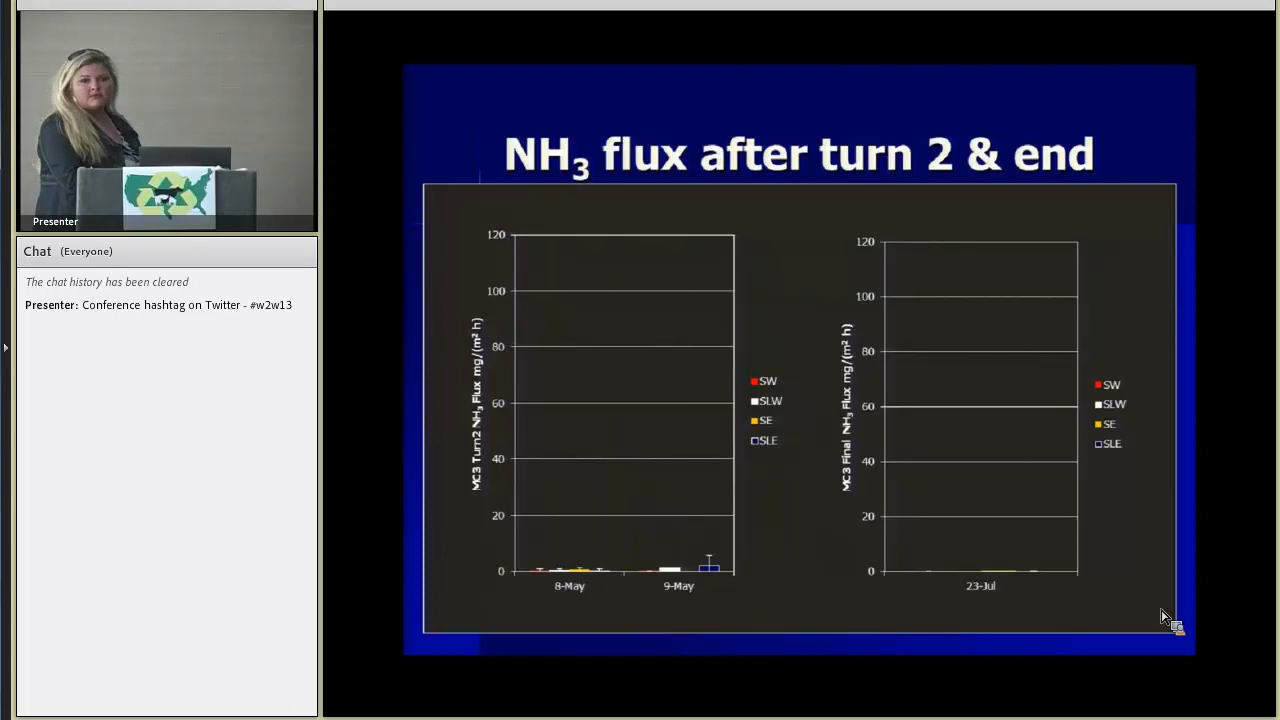 Presenter
Chat (Everyone)
The chat history has been cleared
Presenter: Conference hashtag on Twitter - #w2w13
NH₃ flux after turn 2 & end
MC3 Turn2 NH₃ Flux mg/(m² h)
120
100
80
60
40
20
0
8-May
9-May
SW
SLW
SE
SLE
MC3 Final NH₃ Flux mg/(m² h)
120
100
80
60
40
20
0
23-Jul
SW
SLW
SE
SLE